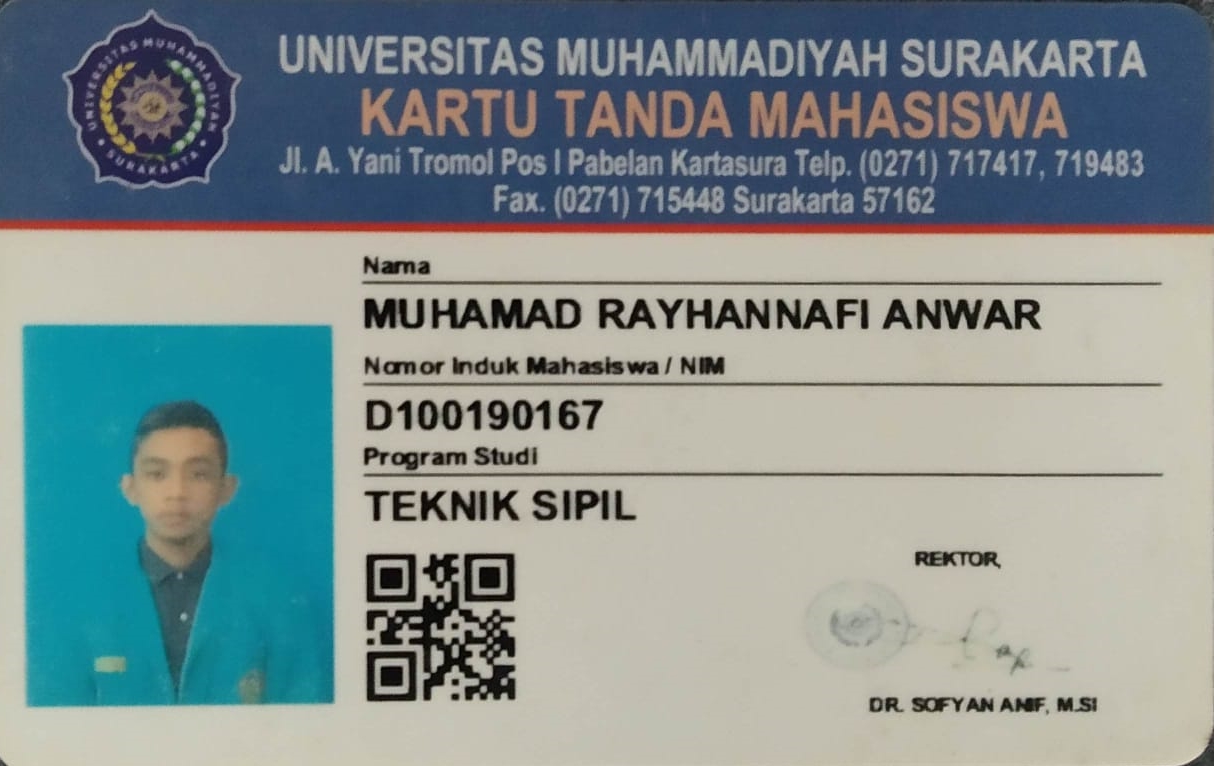 UNIVERSITAS MUHAMMADIYAH SURAKARTA
UNIVERSITAS MUHAMMADIYAH SURAKARTA
KARTU TANDA MAHASISWA
Jl. A. Yani Tromol Pos I Pabelan Kartasura Telp. (0271) 717417, 719483
Fax. (0271) 715448 Surakarta 57162
Nama
MUHAMAD RAYHANNAFI ANWAR
Nomor Induk Mahasiswa / NIM
D100190167
Program Studi
TEKNIK SIPIL
REKTOR,
DR. SOFYAN ANIF, M.SI